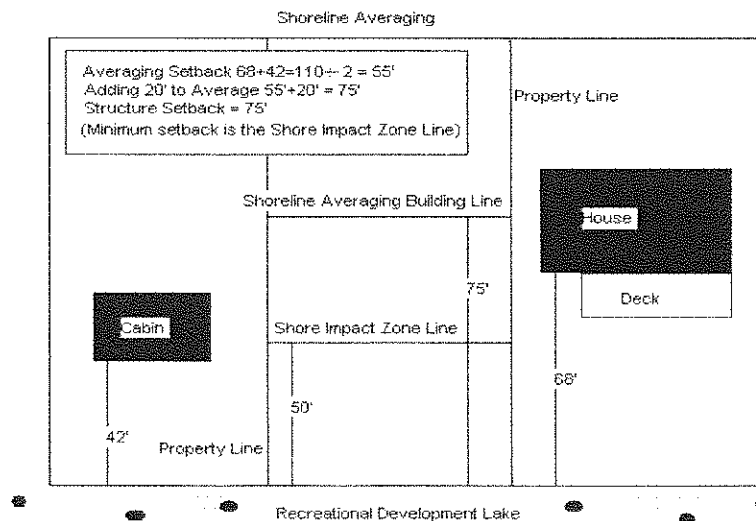 Shoreline Averaging
Averaging Setback 68+42=110÷ 2 = 55'
Adding 20' to Average 55'+20' = 75'
Structure Setback = 75'
(Minimum setback is the Shore Impact Zone Line)
Property Line
Shoreline Averaging Building Line
House
75'
Deck
Cabin
Shore Impact Zone Line
68'
50'
42'
Property Line
Recreational Development Lake